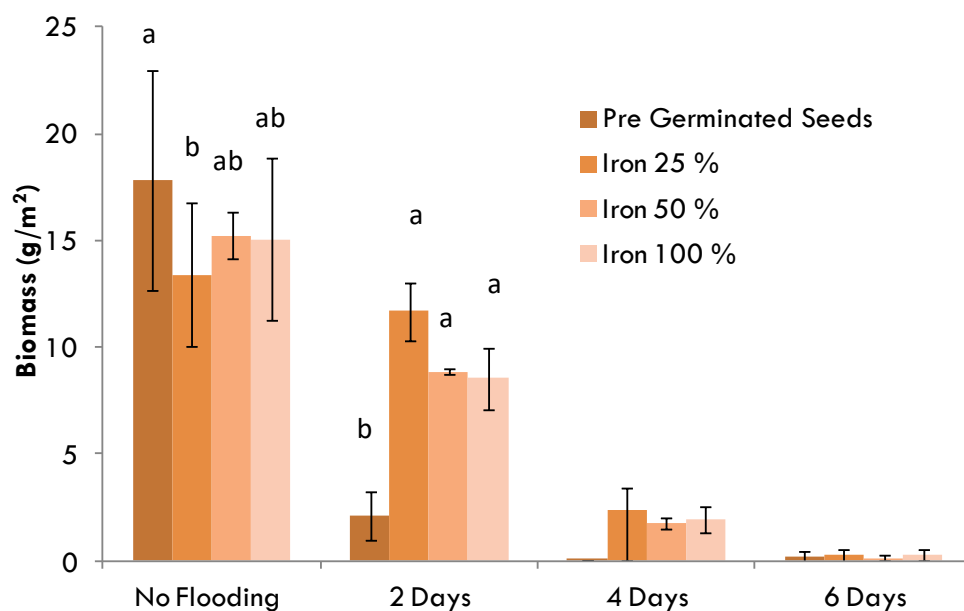 25
20
15
10
5
0
Biomass (g/m²)
a
b
ab
ab
b
a
a
a
Pre Germinated Seeds
Iron 25 %
Iron 50 %
Iron 100 %
No Flooding
2 Days
4 Days
6 Days